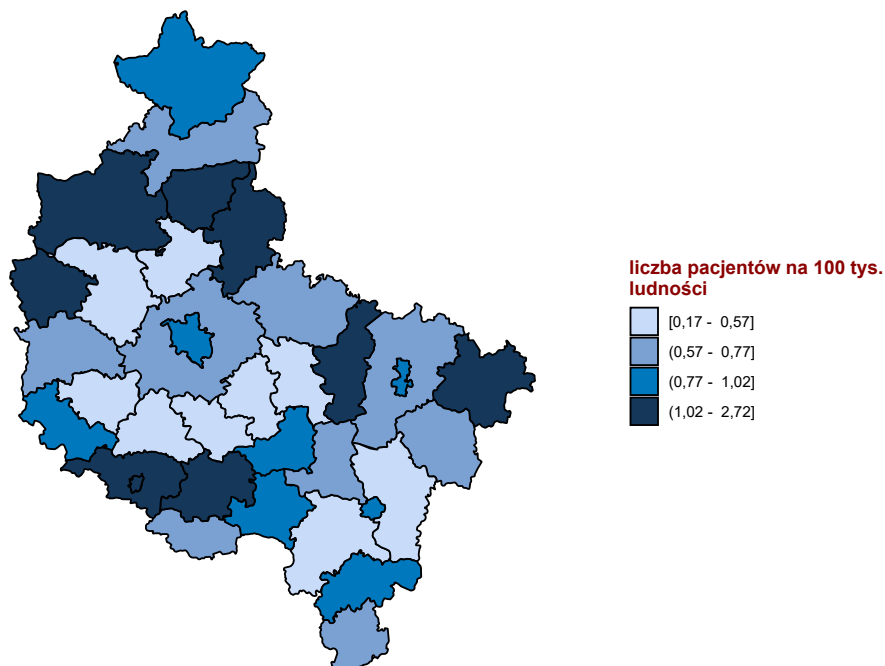 liczba pacjentów na 100 tys.
ludności
[0,17 - 0,57]
(0,57 - 0,77]
(0,77 - 1,02]
(1,02 - 2,72]